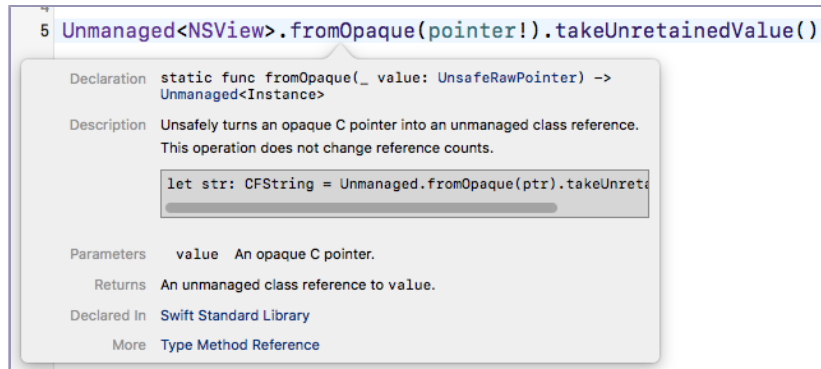 5 Unmanaged<NSView>.fromOpaque(pointer!).takeUnretainedValue()
Declaration static func fromOpaque(_ value: UnsafeRawPointer) ->
Unmanaged<Instance>
Description Unsafely turns an opaque C pointer into an unmanaged class reference.
This operation does not change reference counts.
let str: CFString = Unmanaged.fromOpaque(ptr).takeUnreta
Parameters value An opaque C pointer.
Returns An unmanaged class reference to value.
Declared In Swift Standard Library
More Type Method Reference